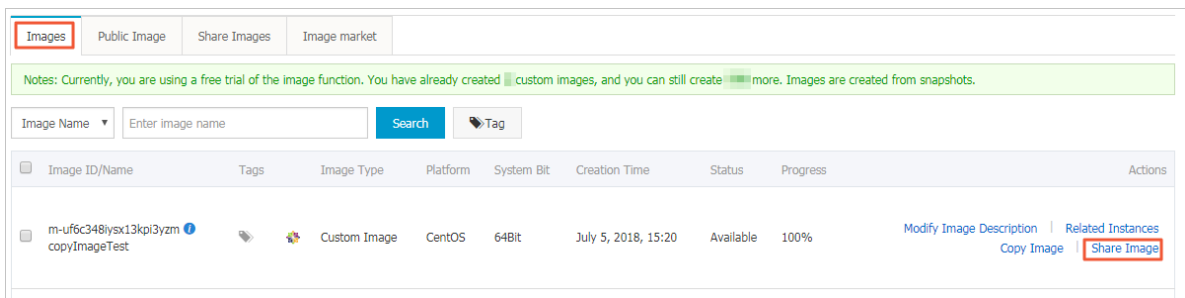 Images Public Image Share Images Image market
Notes: Currently, you are using a free trial of the image function. You have already created custom images, and you can still create more. Images are created from snapshots.
Image Name Enter image name Search Tag
Image ID/Name Tags Image Type Platform System Bit Creation Time Status Progress Actions
m-uf6c348iysx13kpi3yzm
copyImageTest
Custom Image CentOS 64Bit July 5, 2018, 15:20 Available 100%
Modify Image Description | Related Instances
Copy Image | Share Image